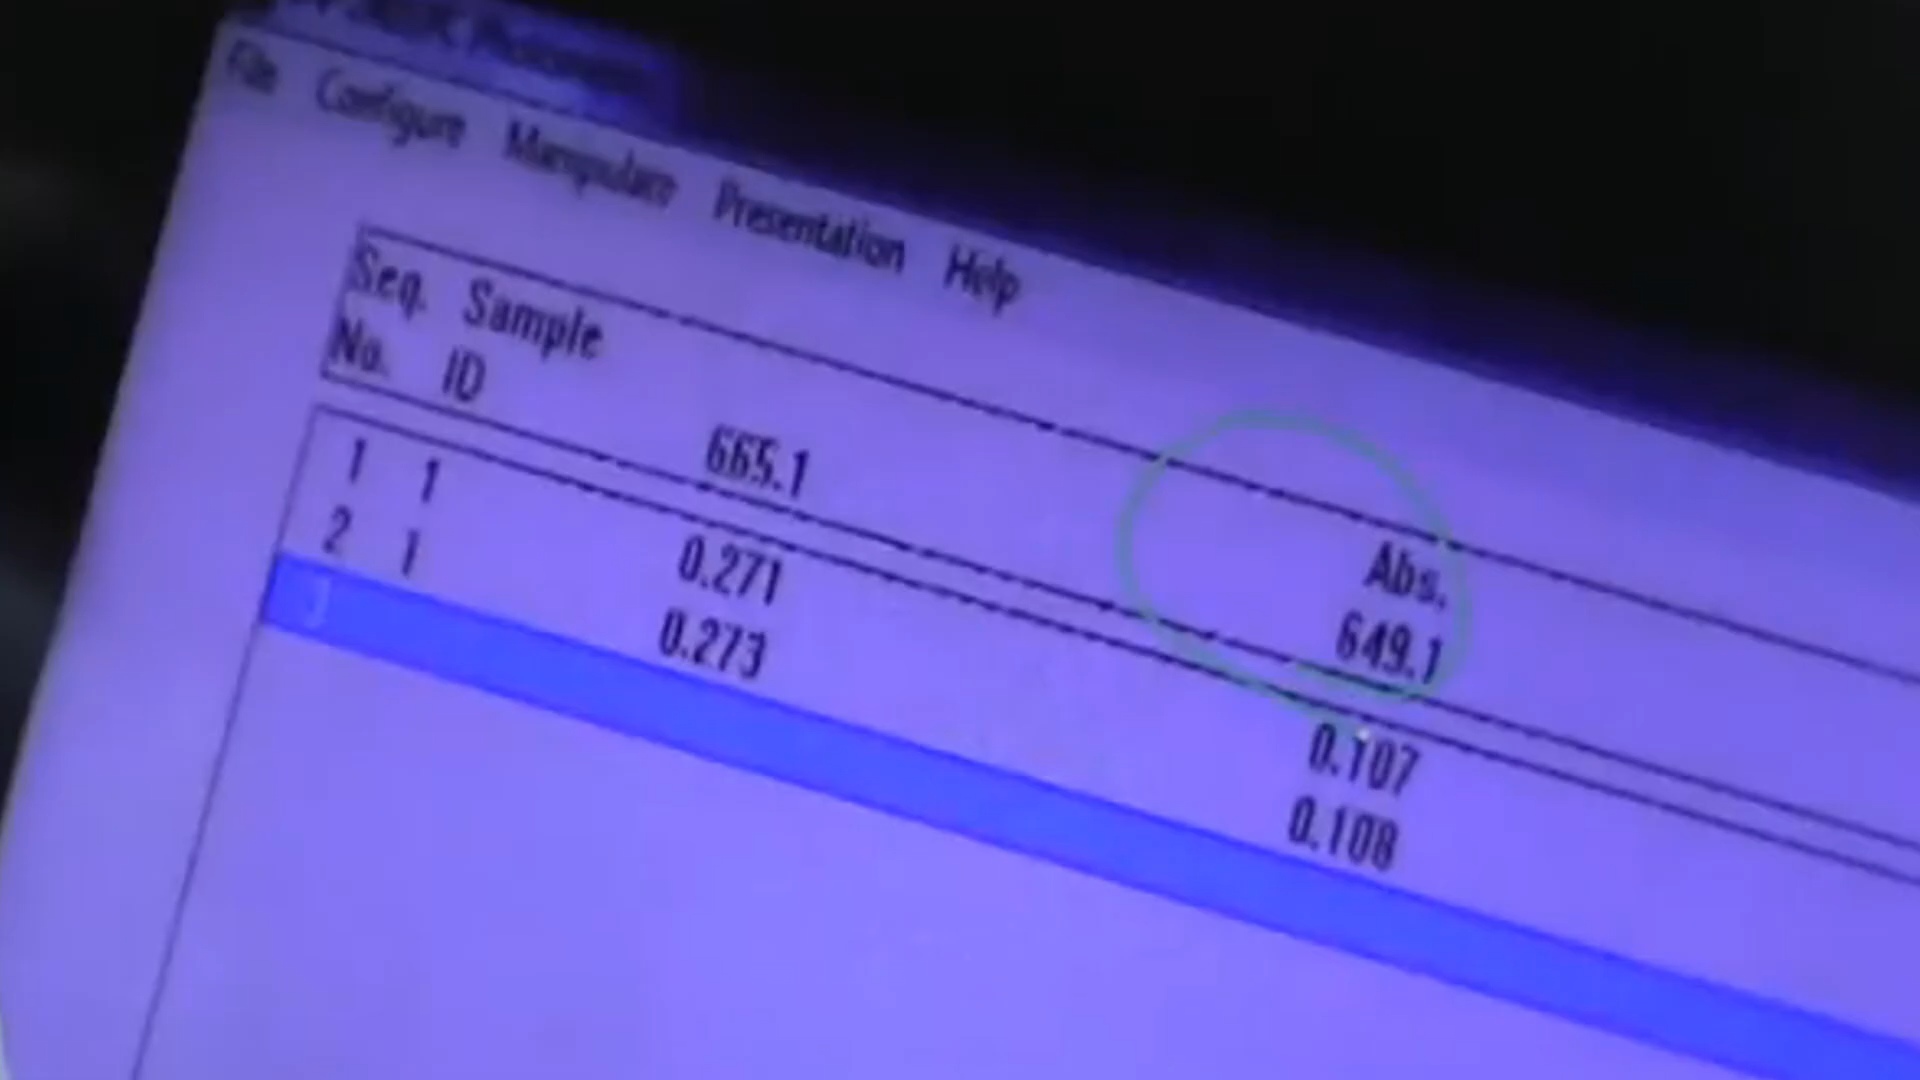 File Configure Manipulate Presentation Help
Seq. Sample
No. ID
Abs.
665.1 649.1
1 1 0.271 0.107
2 1 0.273 0.108
3